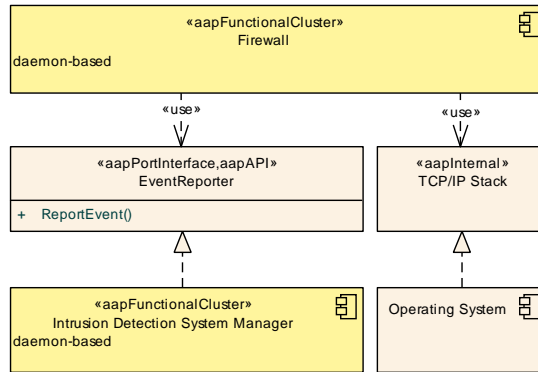 «aapFunctionalCluster»
Firewall
daemon-based
«use»
«use»
«aapPortInterface,aapAPI»
EventReporter
+ ReportEvent()
«aapInternal»
TCP/IP Stack
«aapFunctionalCluster»
Intrusion Detection System Manager
daemon-based
Operating System